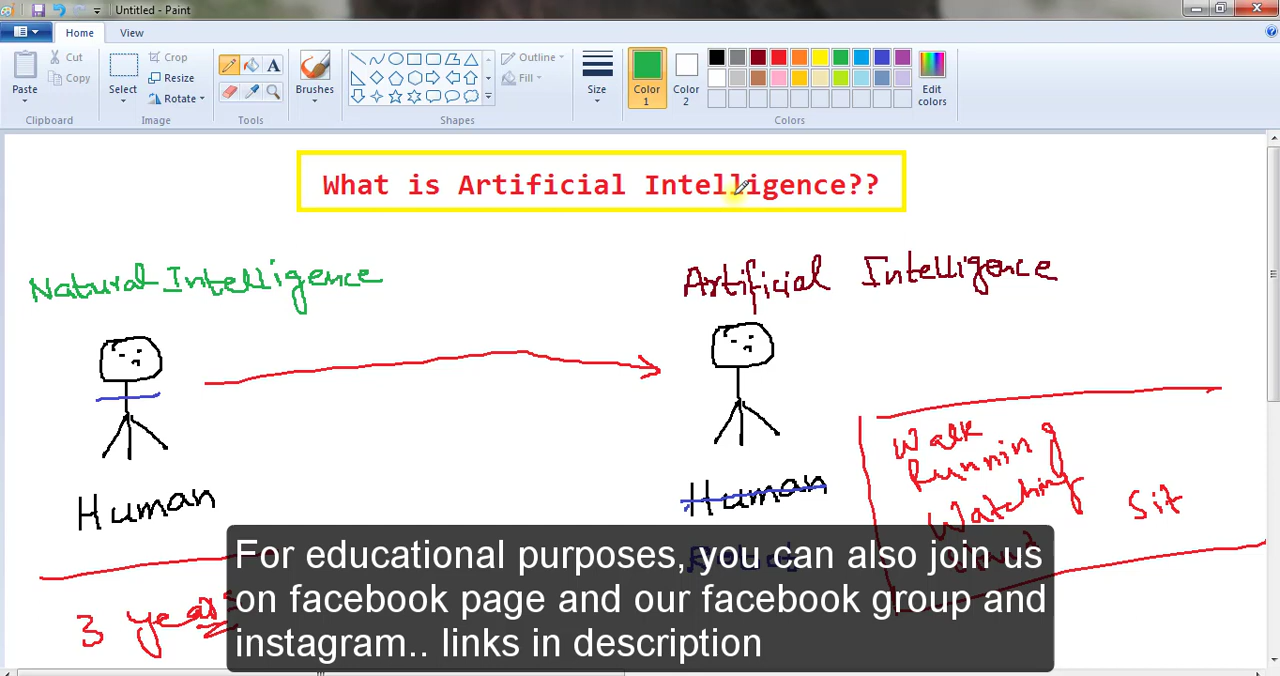 Untitled - Paint
Home View
Paste
Cut
Copy
Clipboard
Select
Crop
Resize
Rotate
Image
Tools
Brushes
Shapes
Outline
Fill
Size
Color 1
Color 2
Edit colors
Colors
What is Artificial Intelligence??
Natural Intelligence
Artificial Intelligence
Human
Human
Walk
Running
Watching
Sit
3 years
For educational purposes, you can also join us
on facebook page and our facebook group and
instagram.. links in description